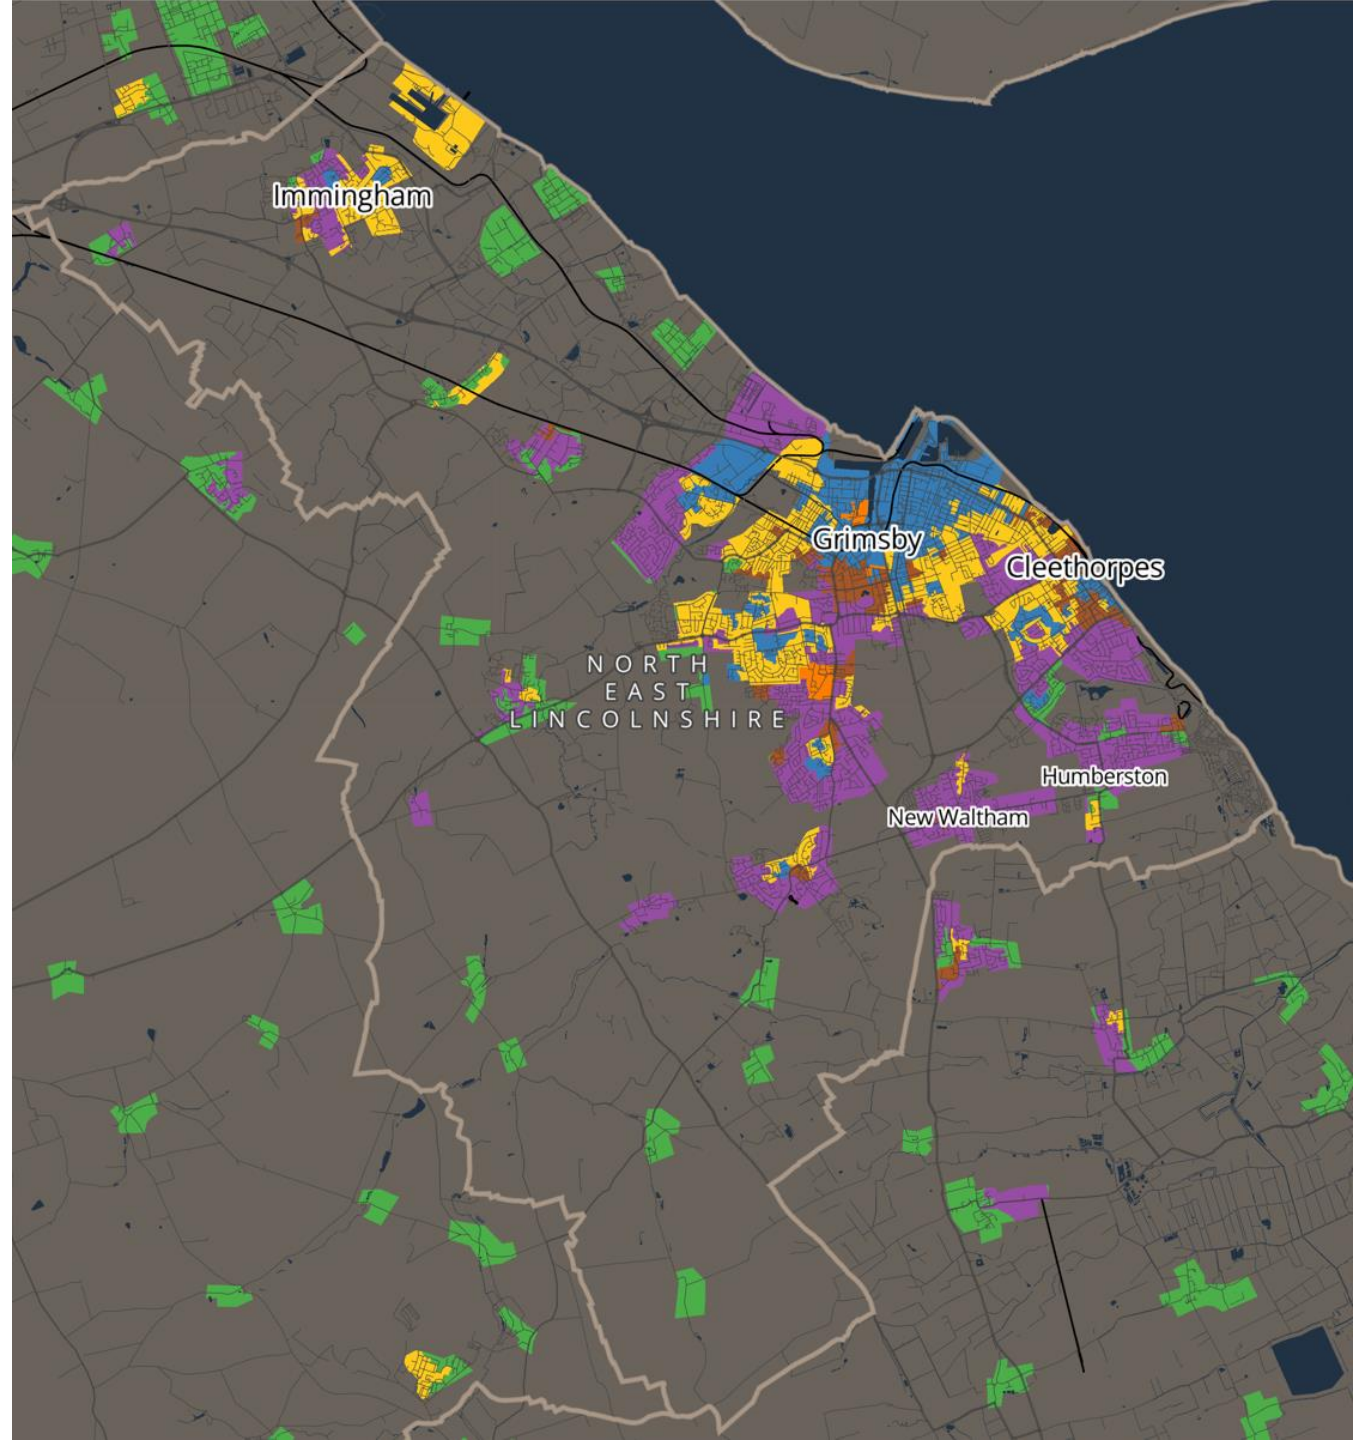 Immingham
Grimsby
Cleethorpes
NORTH
EAST
LINCOLNSHIRE
Humberston
New Waltham